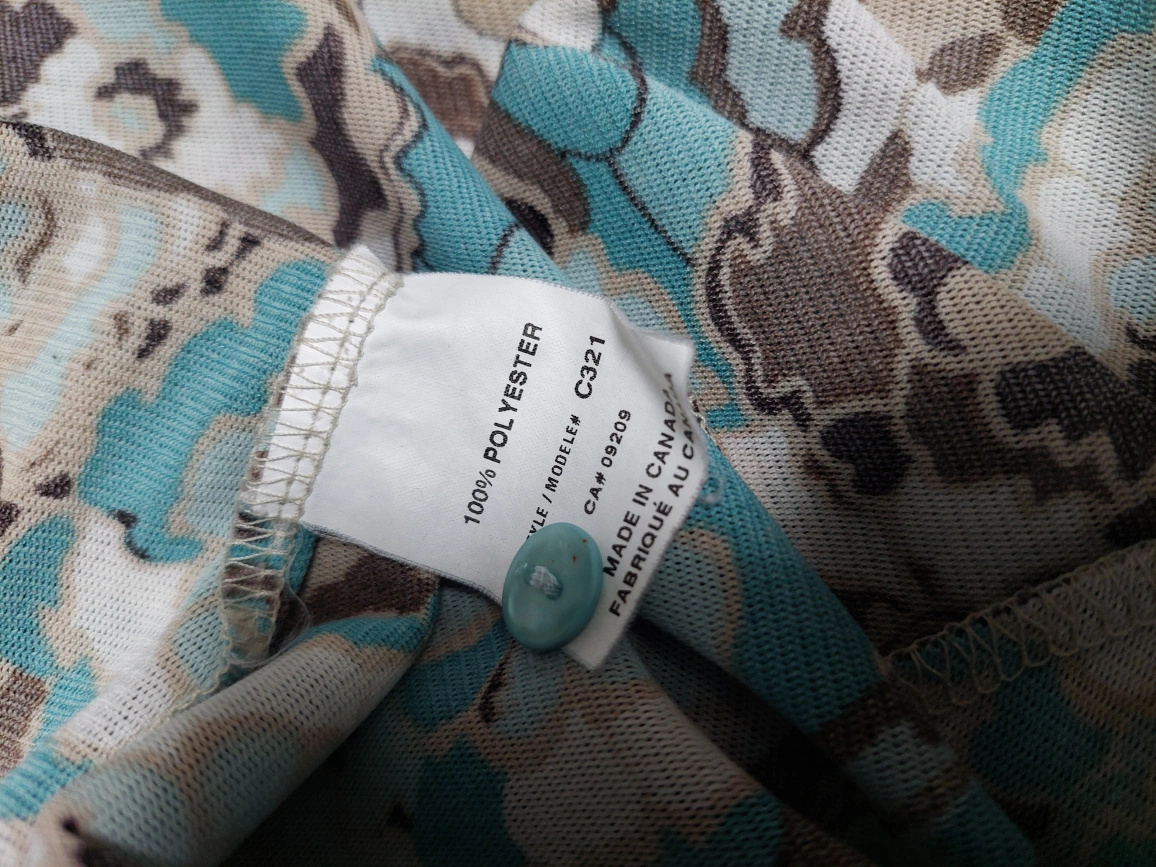 100% POLYESTER
/ MODELE# C321
CA# 09209
MADE IN CANADA
FABRIQUÉ AU